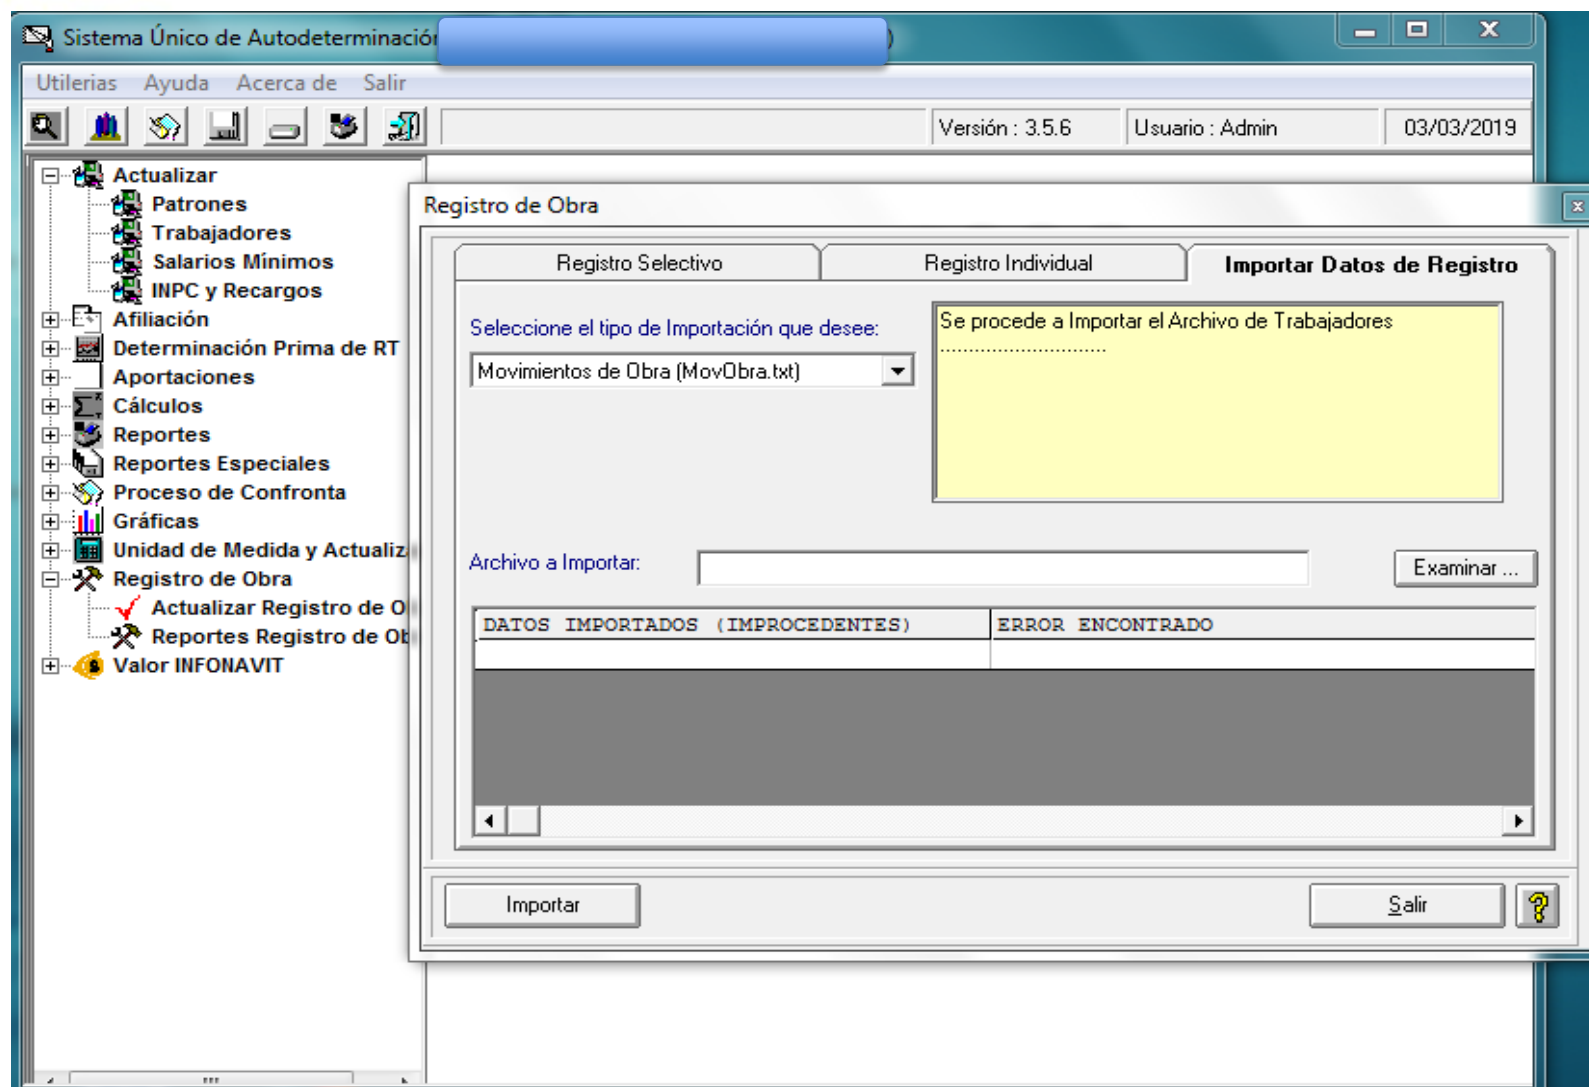 Sistema Único de Autodeterminación
Utilerias Ayuda Acerca de Salir
Versión : 3.5.6 Usuario : Admin 03/03/2019
Actualizar
Patrones
Trabajadores
Salarios Mínimos
INPC y Recargos
Afiliación
Determinación Prima de RT
Aportaciones
Cálculos
Reportes
Reportes Especiales
Proceso de Confronta
Gráficas
Unidad de Medida y Actualiz
Registro de Obra
Actualizar Registro de O
Reportes Registro de Ob
Valor INFONAVIT
Registro de Obra
Registro Selectivo Registro Individual Importar Datos de Registro
Seleccione el tipo de Importación que desee:
Movimientos de Obra (MovObra.txt)
Se procede a Importar el Archivo de Trabajadores
............................
Archivo a Importar: Examinar ...
DATOS IMPORTADOS (IMPROCEDENTES) ERROR ENCONTRADO
Importar Salir